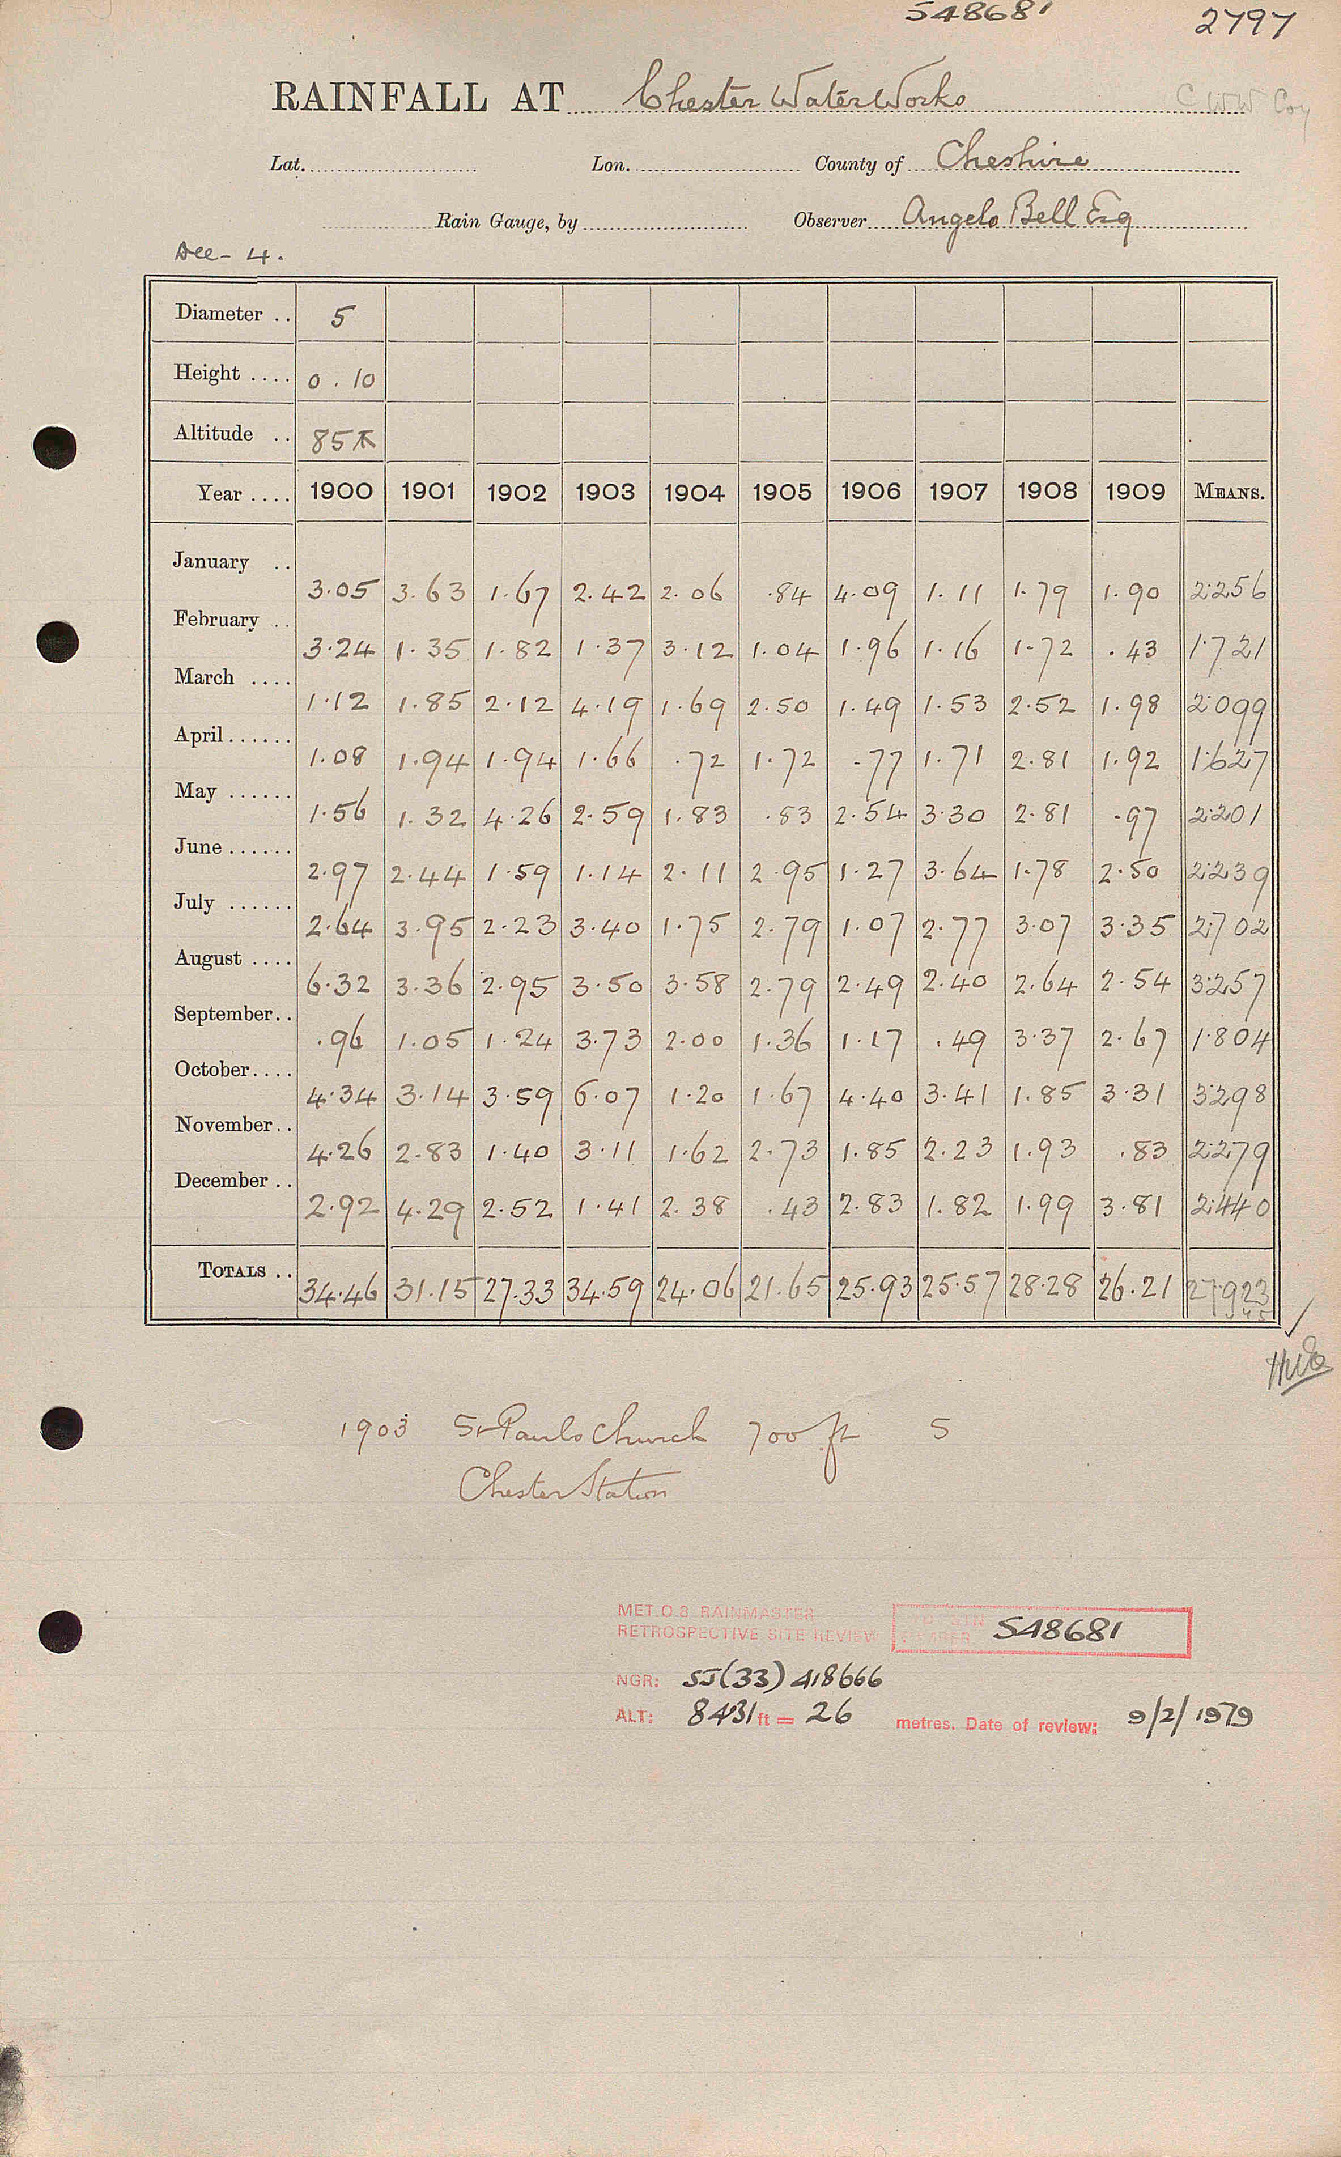 S48681 2797
RAINFALL AT Chester WaterWorks C WW Coy
Lat. Lon. County of Cheshire
Rain Gauge, by Observer Angelo Bell Esq
Dec - 4.
Diameter .. 5
Height .... 0 . 10
Altitude .. 85
Year .... 1900 1901 1902 1903 1904 1905 1906 1907 1908 1909 MEANS.
January .. 3.05 3.63 1.67 2.42 2.06 .84 4.09 1.11 1.79 1.90 2.256
February .. 3.24 1.35 1.82 1.37 3.12 1.04 1.96 1.16 1.72 .43 1.721
March .... 1.12 1.85 2.12 4.19 1.69 2.50 1.49 1.53 2.52 1.98 2.099
April...... 1.08 1.94 1.94 1.66 .72 1.72 .77 1.71 2.81 1.92 1.627
May ...... 1.56 1.32 4.26 2.59 1.83 .83 2.54 3.30 2.81 .97 2.201
June...... 2.97 2.44 1.59 1.14 2.11 2.95 1.27 3.64 1.78 2.50 2.239
July ...... 2.64 3.95 2.23 3.40 1.75 2.79 1.07 2.77 3.07 3.35 2.702
August .... 6.32 3.36 2.95 3.50 3.58 2.79 2.49 2.40 2.64 2.54 3.257
September.. .96 1.05 1.24 3.73 2.00 1.36 1.17 .49 3.37 2.67 1.804
October.... 4.34 3.14 3.59 6.07 1.20 1.67 4.40 3.41 1.85 3.31 3.298
November.. 4.26 2.83 1.40 3.11 1.62 2.73 1.85 2.23 1.93 .83 2.279
December .. 2.92 4.29 2.52 1.41 2.38 .43 2.83 1.82 1.99 3.81 2.440
TOTALS .. 34.46 31.15 27.33 34.59 24.06 21.65 25.93 25.57 28.28 26.21 27.923
1903 St Pauls Church 700 ft S
Chester Station
MET.O.8 RAINMASTER
RETROSPECTIVE SITE REVIEW NUMBER S48681
NGR: SJ(33) 418666
ALT: ft = 26 metres. Date of review: 9/2/1979